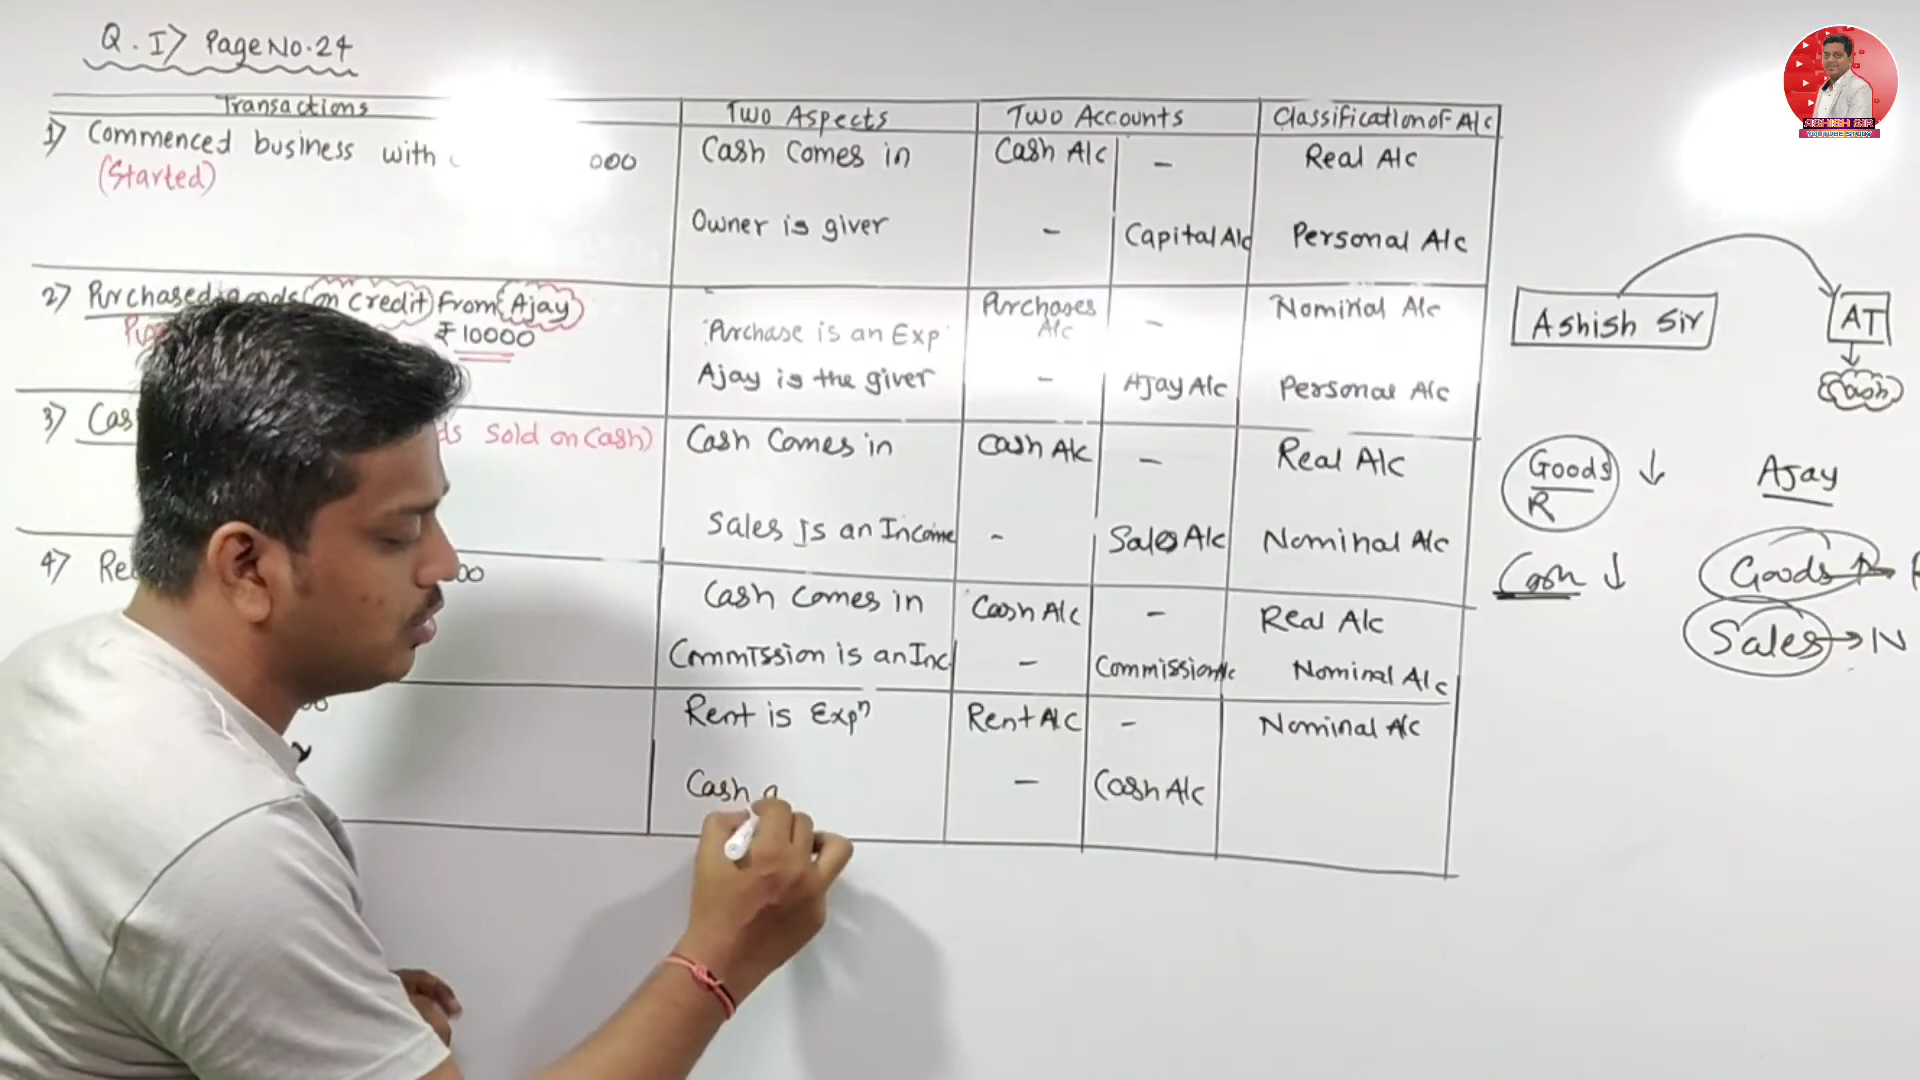 Q.I> Page No.24
Transactions
Two Aspects
Two Accounts
Classification of A/c
1) Commenced business with 000
(Started)
Cash Comes in
Cash A/c
-
Real A/c
Owner is giver
-
Capital A/c
Personal A/c
2) Purchased goods on credit From Ajay
₹10000
Purchase is an Exp
Purchases
A/c
-
Nominal A/c
Ajay is the giver
-
Ajay A/c
Personal A/c
3) Cas
Sold on Cash)
Cash Comes in
Cash A/c
-
Real A/c
Sales Is an Income
-
Sales A/c
Nominal A/c
4) Re 00
Cash Comes in
Cash A/c
-
Real A/c
Commission is an Inc
-
Commission A/c
Nominal A/c
Rent is Expn
Rent A/c
-
Nominal A/c
Cash g
-
Cash A/c
Ashish Sir
AT
Cash
Goods ↓
R
Ajay
Cash ↓
Goods
Sales → N
ASHISH SIR